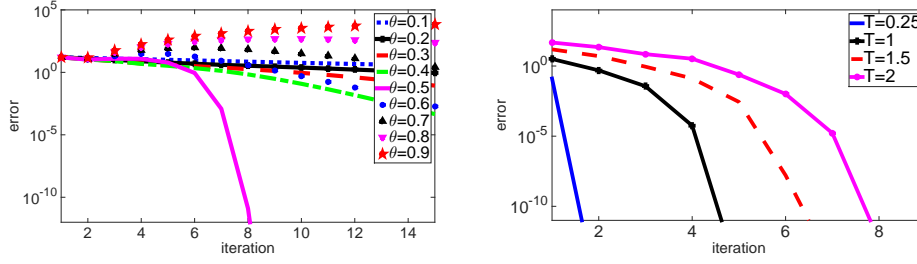 10^5
10^0
10^-5
10^-10
error
2 4 6 8 10 12 14
iteration
θ=0.1
θ=0.2
θ=0.3
θ=0.4
θ=0.5
θ=0.6
θ=0.7
θ=0.8
θ=0.9
10^0
10^-5
10^-10
error
2 4 6 8
iteration
T=0.25
T=1
T=1.5
T=2